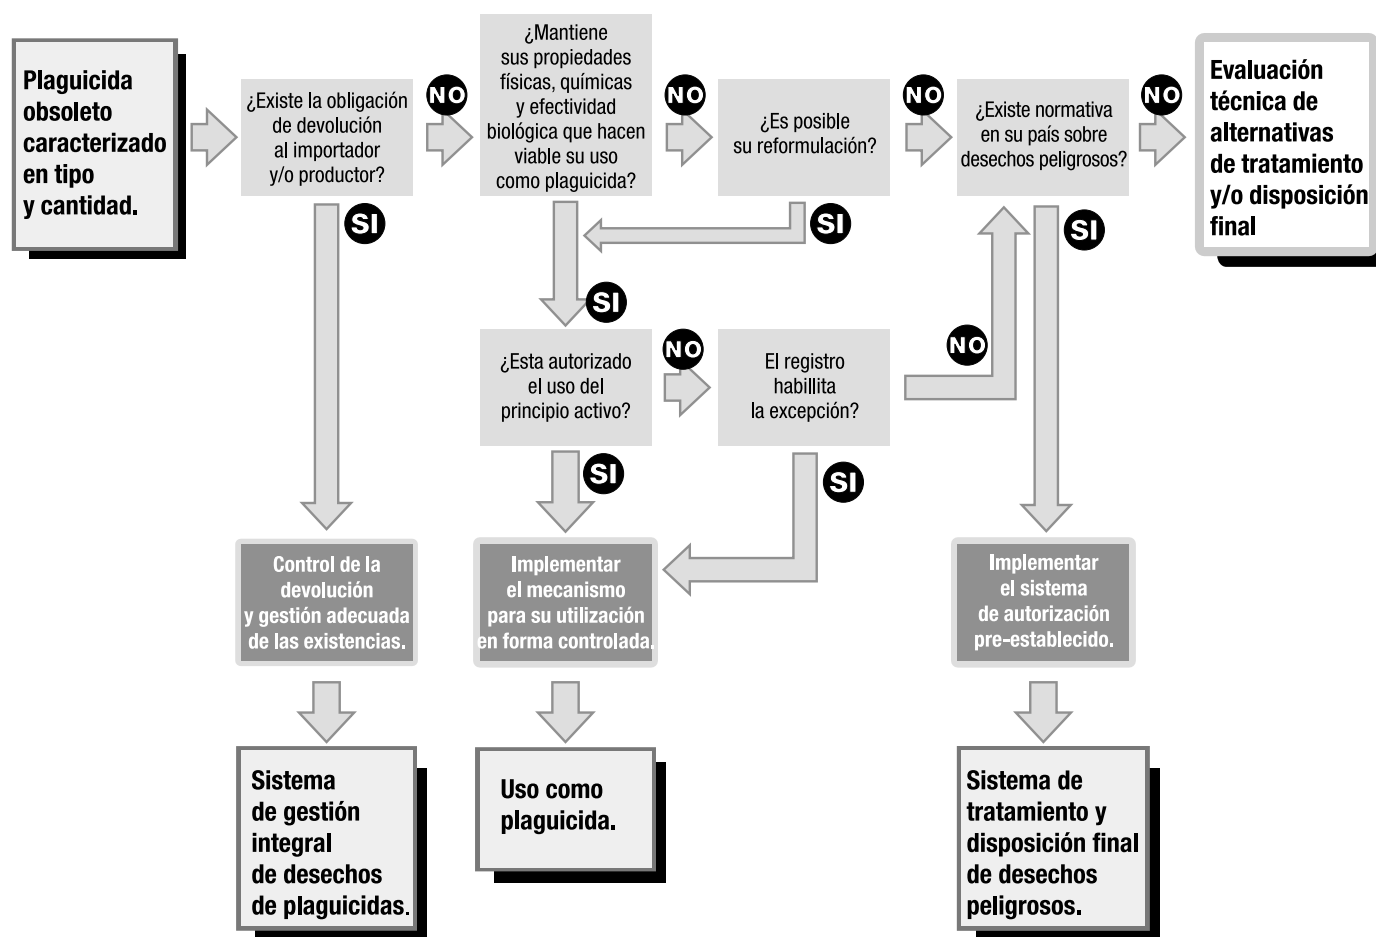 Plaguicida
obsoleto
caracterizado
en tipo
y cantidad.
¿Existe la obligación
de devolución
al importador
y/o productor?
NO
SI
¿Mantiene
sus propiedades
físicas, químicas
y efectividad
biológica que hacen
viable su uso
como plaguicida?
NO
SI
¿Es posible
su reformulación?
NO
SI
¿Existe normativa
en su país sobre
desechos peligrosos?
NO
SI
Evaluación
técnica de
alternativas
de tratamiento
y/o disposición
final
¿Esta autorizado
el uso del
principio activo?
NO
SI
El registro
habillita
la excepción?
NO
SI
Control de la
devolución
y gestión adecuada
de las existencias.
Implementar
el mecanismo
para su utilización
en forma controlada.
Implementar
el sistema
de autorización
pre-establecido.
Sistema
de gestión
integral
de desechos
de plaguicidas.
Uso como
plaguicida.
Sistema de
tratamiento y
disposición final
de desechos
peligrosos.